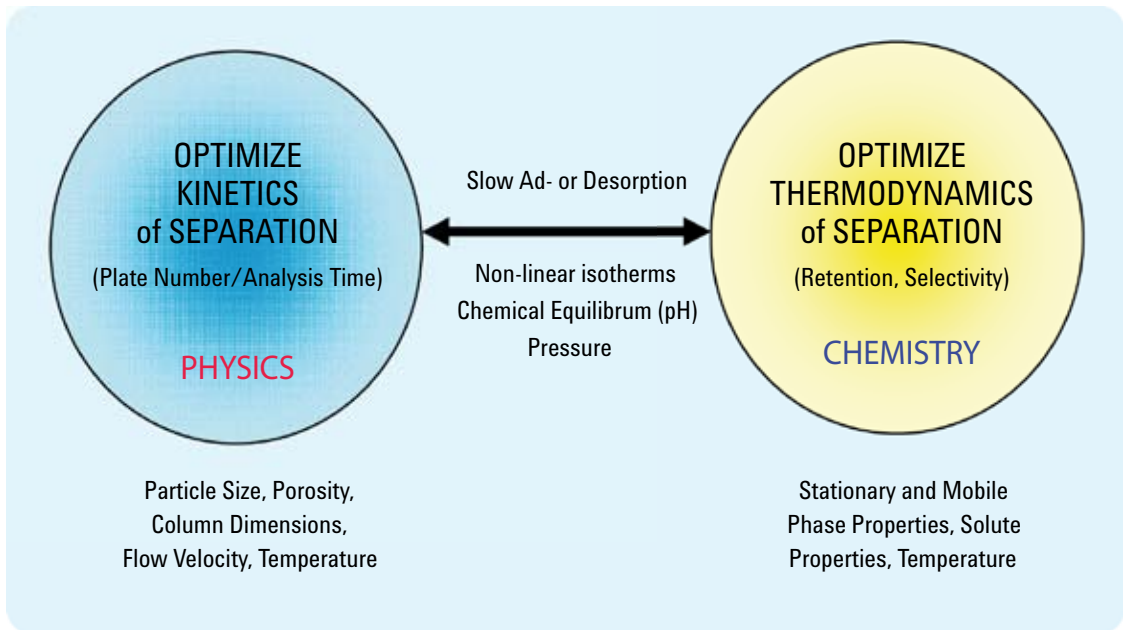 OPTIMIZE
KINETICS
of SEPARATION
(Plate Number/Analysis Time)
PHYSICS
Particle Size, Porosity,
Column Dimensions,
Flow Velocity, Temperature
Slow Ad- or Desorption
Non-linear isotherms
Chemical Equilibrum (pH)
Pressure
OPTIMIZE
THERMODYNAMICS
of SEPARATION
(Retention, Selectivity)
CHEMISTRY
Stationary and Mobile
Phase Properties, Solute
Properties, Temperature